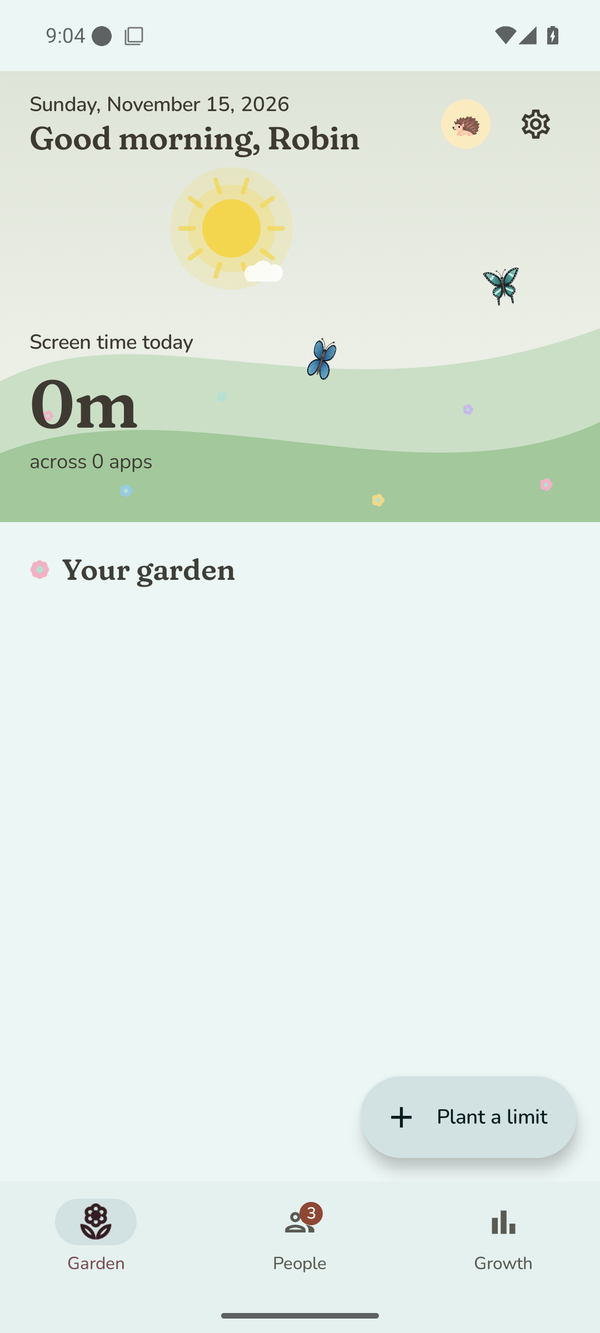 9:04
Sunday, November 15, 2026
Good morning, Robin
Screen time today
0m
across 0 apps
Your garden
Plant a limit
3
Garden
People
Growth